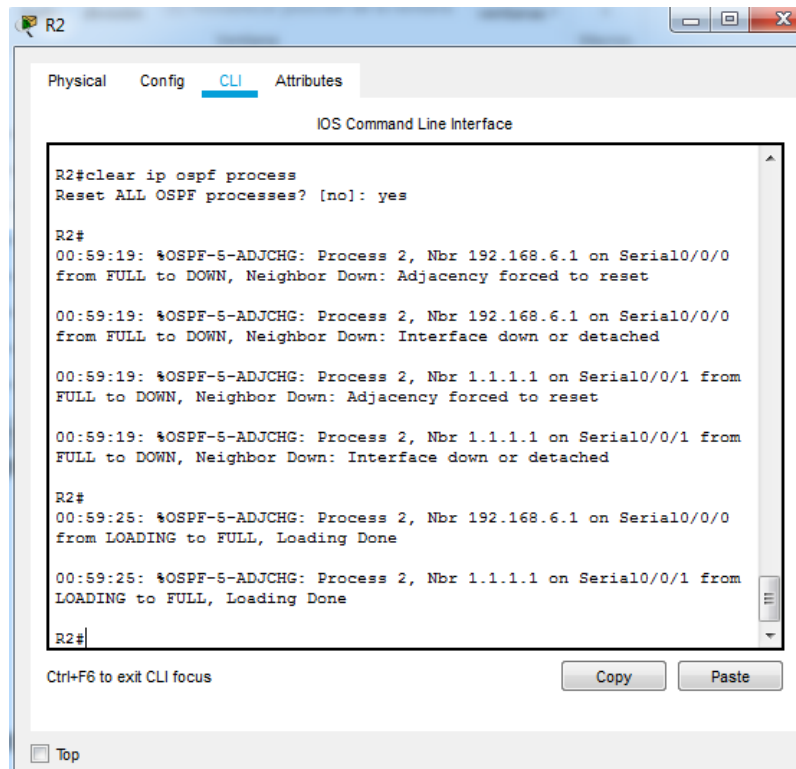 R2
Physical Config CLI Attributes
IOS Command Line Interface
R2#clear ip ospf process
Reset ALL OSPF processes? [no]: yes
R2#
00:59:19: %OSPF-5-ADJCHG: Process 2, Nbr 192.168.6.1 on Serial0/0/0
from FULL to DOWN, Neighbor Down: Adjacency forced to reset
00:59:19: %OSPF-5-ADJCHG: Process 2, Nbr 192.168.6.1 on Serial0/0/0
from FULL to DOWN, Neighbor Down: Interface down or detached
00:59:19: %OSPF-5-ADJCHG: Process 2, Nbr 1.1.1.1 on Serial0/0/1 from
FULL to DOWN, Neighbor Down: Adjacency forced to reset
00:59:19: %OSPF-5-ADJCHG: Process 2, Nbr 1.1.1.1 on Serial0/0/1 from
FULL to DOWN, Neighbor Down: Interface down or detached
R2#
00:59:25: %OSPF-5-ADJCHG: Process 2, Nbr 192.168.6.1 on Serial0/0/0
from LOADING to FULL, Loading Done
00:59:25: %OSPF-5-ADJCHG: Process 2, Nbr 1.1.1.1 on Serial0/0/1 from
LOADING to FULL, Loading Done
R2#
Ctrl+F6 to exit CLI focus
Copy Paste
Top